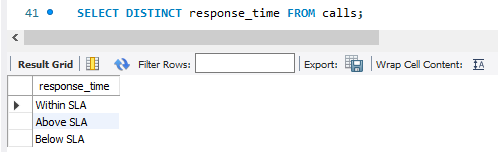 41 SELECT DISTINCT response_time FROM calls;
Result Grid Filter Rows: Export: Wrap Cell Content: IA
response_time
Within SLA
Above SLA
Below SLA